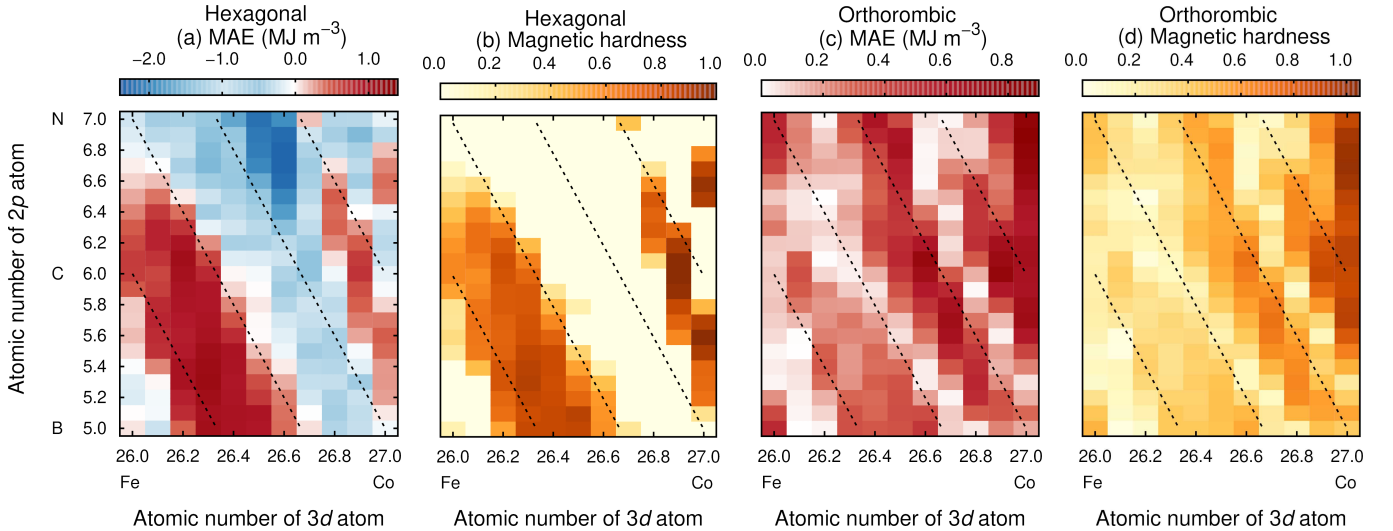 Hexagonal
(a) MAE (MJ m⁻³)
−2.0 −1.0 0.0 1.0
Hexagonal
(b) Magnetic hardness
0.0 0.2 0.4 0.6 0.8 1.0
Orthorombic
(c) MAE (MJ m⁻³)
0.0 0.2 0.4 0.6 0.8
Orthorombic
(d) Magnetic hardness
0.0 0.2 0.4 0.6 0.8 1.0
Atomic number of 2p atom
N 7.0
6.8
6.6
6.4
6.2
C 6.0
5.8
5.6
5.4
5.2
B 5.0
26.0 26.2 26.4 26.6 26.8 27.0
Fe Co
Atomic number of 3d atom
26.0 26.2 26.4 26.6 26.8 27.0
Fe Co
Atomic number of 3d atom
26.0 26.2 26.4 26.6 26.8 27.0
Fe Co
Atomic number of 3d atom
26.0 26.2 26.4 26.6 26.8 27.0
Fe Co
Atomic number of 3d atom